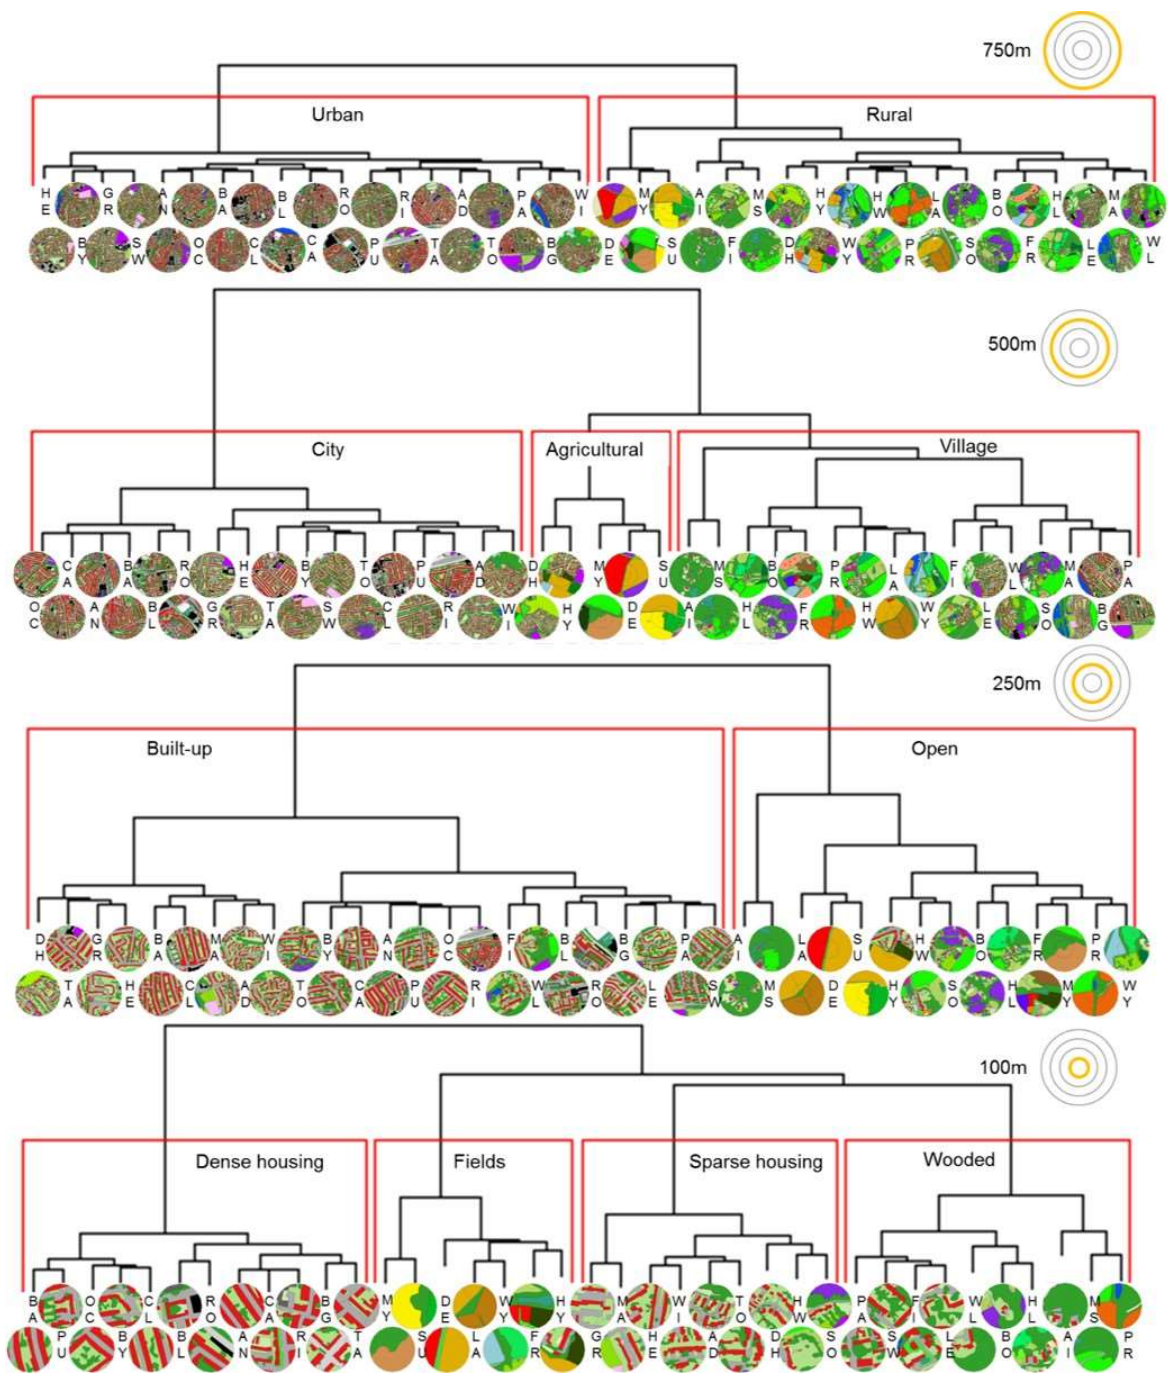 750m
Urban
Rural
H G A B B R R A P W M A M H H L B H M
E R N A L O I D A I Y I S Y W A O L A
B S O C C P T T B D S F D W P S F L W
Y W C L A U A O G E U I H Y R O R E L
500m
City
Agricultural
Village
C B R H B T P A D M S M B P L F W M P
A A O E Y O U D H Y U S O R A I L A A
O A B G T S C R W H D A H F H W L S B
C N L R A W L I I Y E I L R W Y E O G
250m
Built-up
Open
D G B M W B A O F B B P A L S H B F P
H R A A I Y N C I L G A I A U W O R R
T H C A T C P R W R L S M D H S H M W
A E L D O A U I L O E W S E Y O L Y Y
100m
Dense housing
Fields
Sparse housing
Wooded
B O C R C B M D W H M W T H P F W H M
A C L O A G Y E Y Y A I O W A I L L S
P B B A R T S L F G H A D S S L B A P
U Y L N I A U A R R E D H O W E O I R